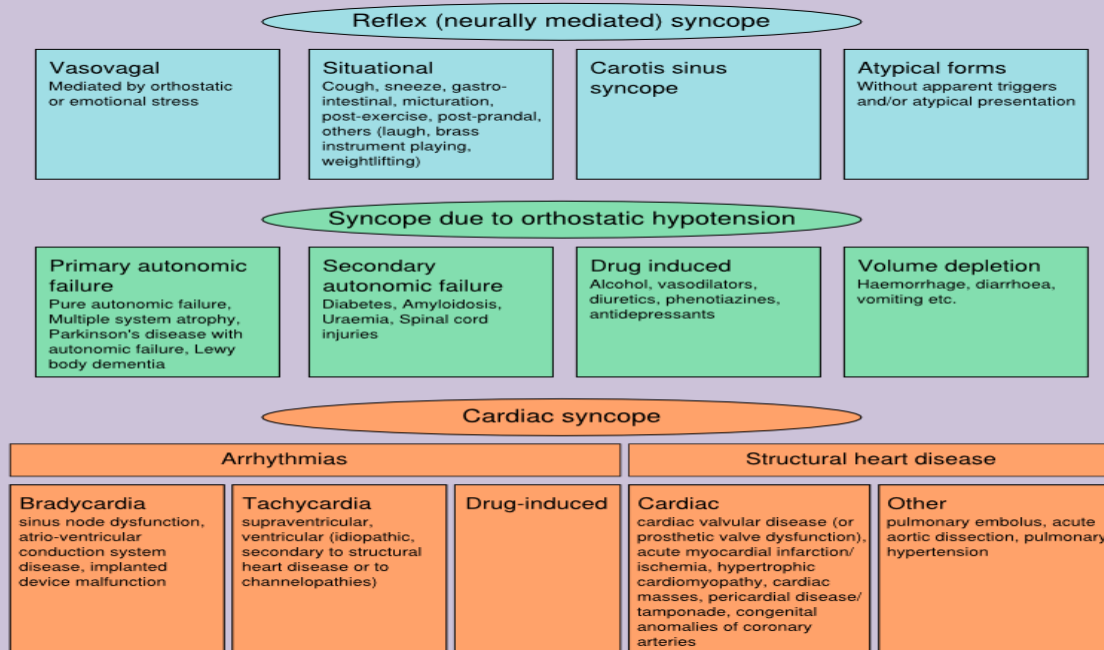 Reflex (neurally mediated) syncope
Vasovagal
Mediated by orthostatic
or emotional stress
Situational
Cough, sneeze, gastro-
intestinal, micturation,
post-exercise, post-prandal,
others (laugh, brass
instrument playing,
weightlifting)
Carotis sinus
syncope
Atypical forms
Without apparent triggers
and/or atypical presentation
Syncope due to orthostatic hypotension
Primary autonomic
failure
Pure autonomic failure,
Multiple system atrophy,
Parkinson's disease with
autonomic failure, Lewy
body dementia
Secondary
autonomic failure
Diabetes, Amyloidosis,
Uraemia, Spinal cord
injuries
Drug induced
Alcohol, vasodilators,
diuretics, phenotiazines,
antidepressants
Volume depletion
Haemorrhage, diarrhoea,
vomiting etc.
Cardiac syncope
Arrhythmias
Structural heart disease
Bradycardia
sinus node dysfunction,
atrio-ventricular
conduction system
disease, implanted
device malfunction
Tachycardia
supraventricular,
ventricular (idiopathic,
secondary to structural
heart disease or to
channelopathies)
Drug-induced
Cardiac
cardiac valvular disease (or
prosthetic valve dysfunction),
acute myocardial infarction/
ischemia, hypertrophic
cardiomyopathy, cardiac
masses, pericardial disease/
tamponade, congenital
anomalies of coronary
arteries
Other
pulmonary embolus, acute
aortic dissection, pulmonary
hypertension